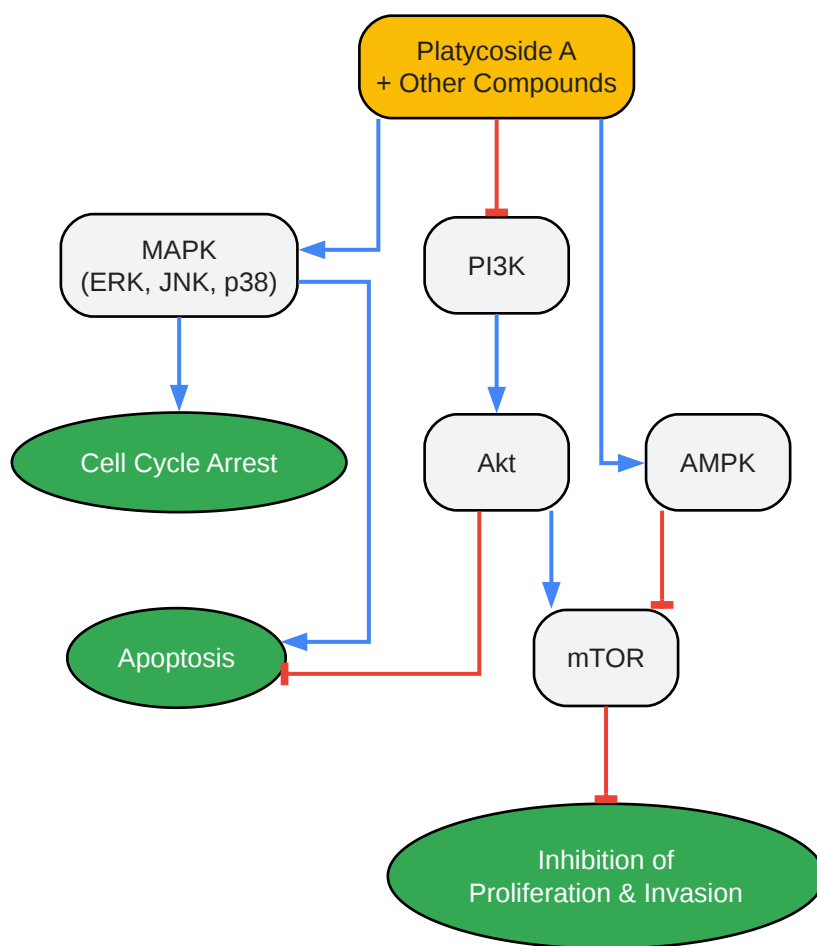 Platycoside A
+ Other Compounds
MAPK
(ERK, JNK, p38)
PI3K
Cell Cycle Arrest
Akt
AMPK
Apoptosis
mTOR
Inhibition of
Proliferation & Invasion